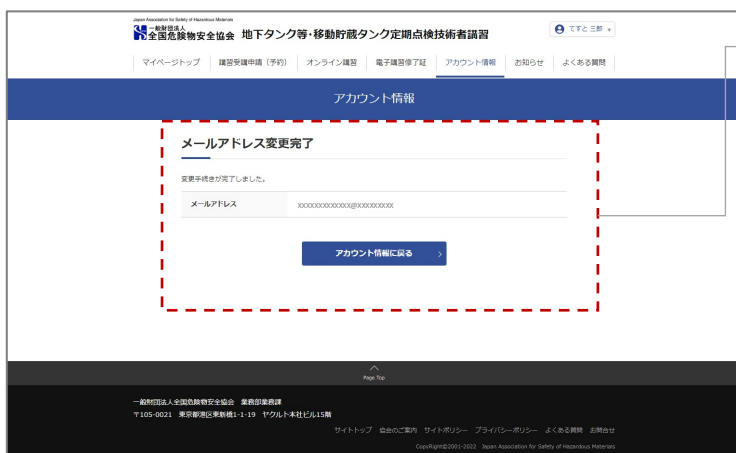 Japan Association for Safety of Hazardous Materials
一般財団法人
全国危険物安全協会 地下タンク等・移動貯蔵タンク定期点検技術者講習
てすと 三郎
マイページトップ 講習受講申請（予約） オンライン講習 電子講習修了証 アカウント情報 お知らせ よくある質問
アカウント情報
メールアドレス変更完了
変更手続きが完了しました。
メールアドレス xxxxxxxxxxxxx@xxxxxxxxx
アカウント情報に戻る
Page Top
一般財団法人全国危険物安全協会 業務部業務課
〒105-0021 東京都港区東新橋1-1-19 ヤクルト本社ビル15階
サイトトップ 協会のご案内 サイトポリシー プライバシーポリシー よくある質問 お問合せ
CopyRight©2001-2022 Japan Association for Safety of Hazardous Materials